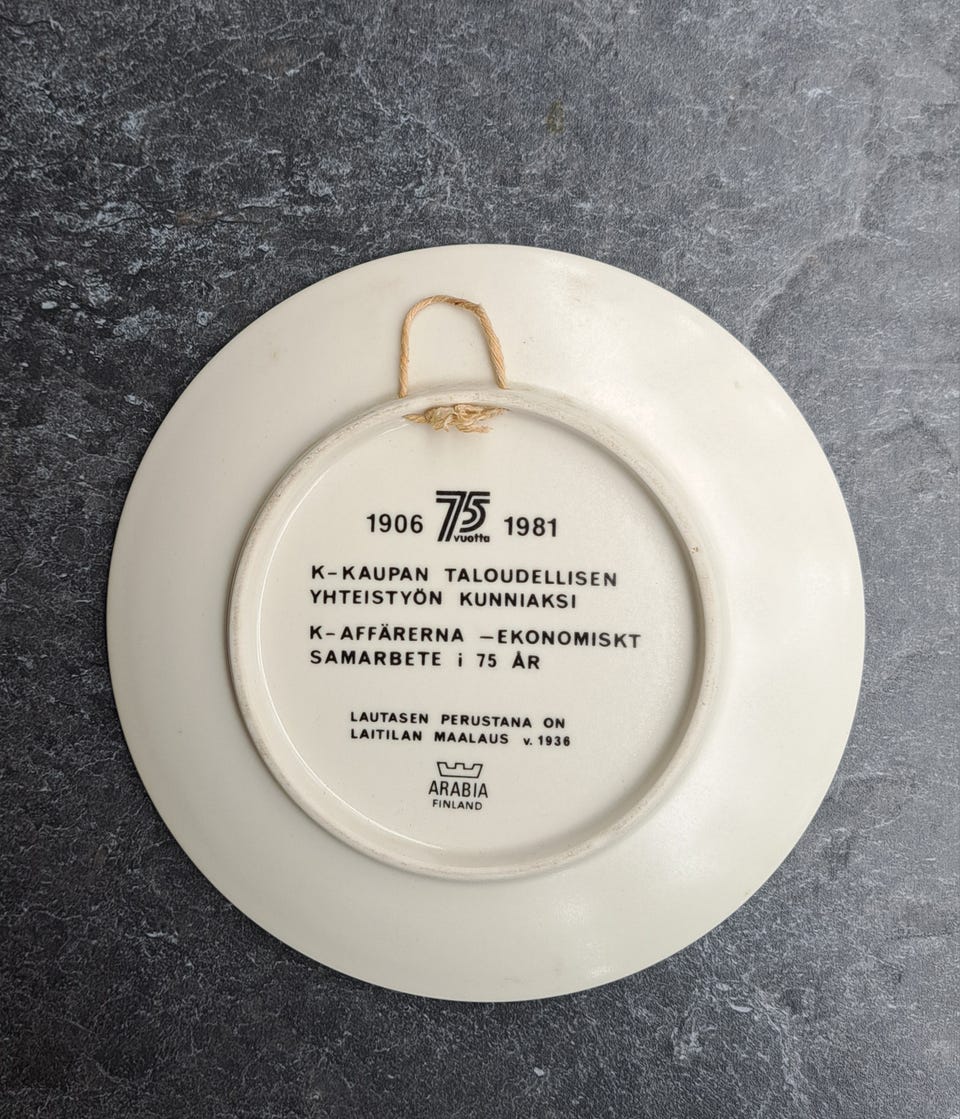 1906 75 vuotta 1981
K-KAUPAN TALOUDELLISEN
YHTEISTYÖN KUNNIAKSI
K-AFFÄRERNA -EKONOMISKT
SAMARBETE i 75 ÅR
LAUTASEN PERUSTANA ON
LAITILAN MAALAUS v. 1936
ARABIA
FINLAND